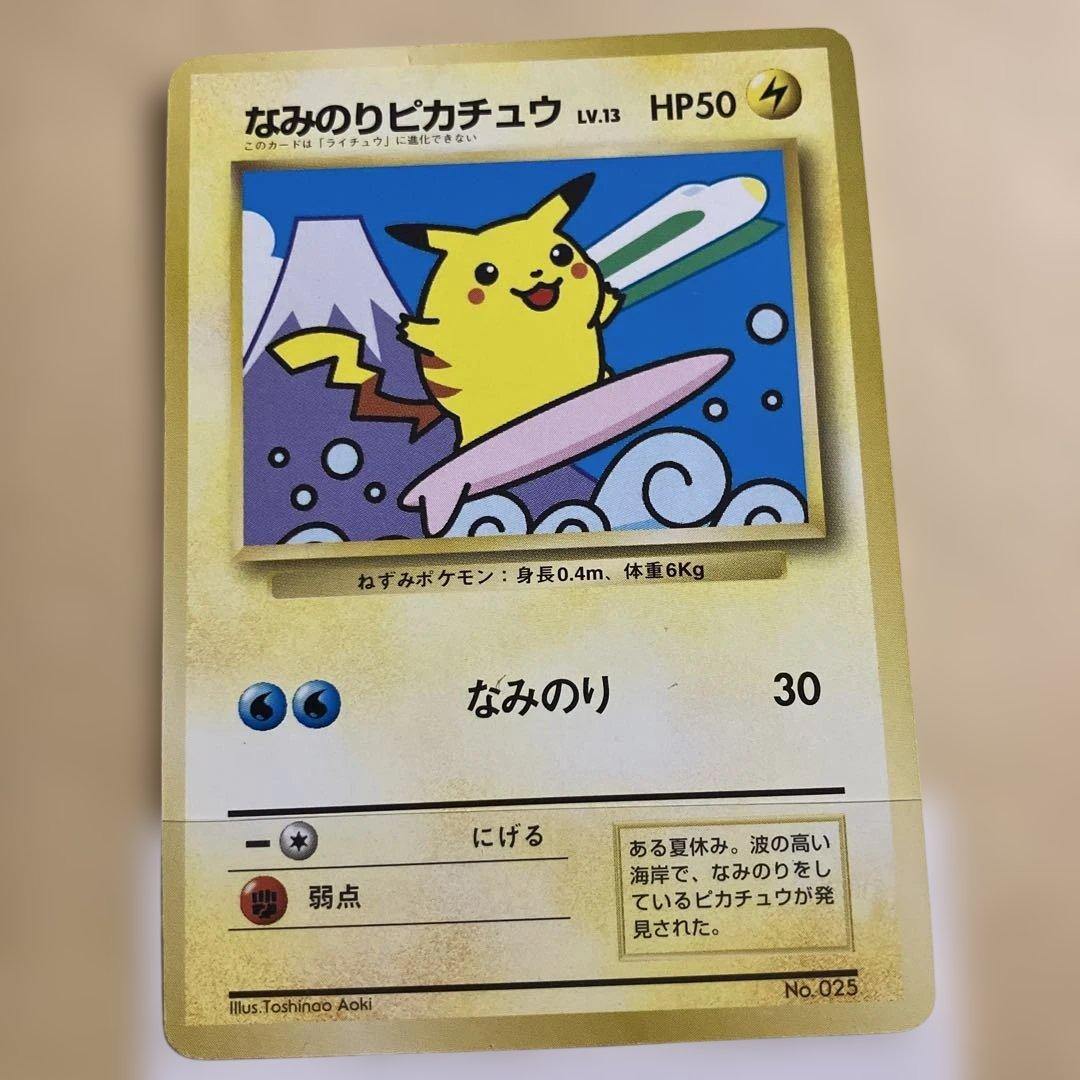 なみのりピカチュウ LV.13 HP50
このカードは「ライチュウ」に進化できない
ねずみポケモン：身長0.4m、体重6Kg
なみのり 30
にげる
弱点
ある夏休み。波の高い
海岸で、なみのりをし
ているピカチュウが発
見された。
Illus.Toshinao Aoki
No.025